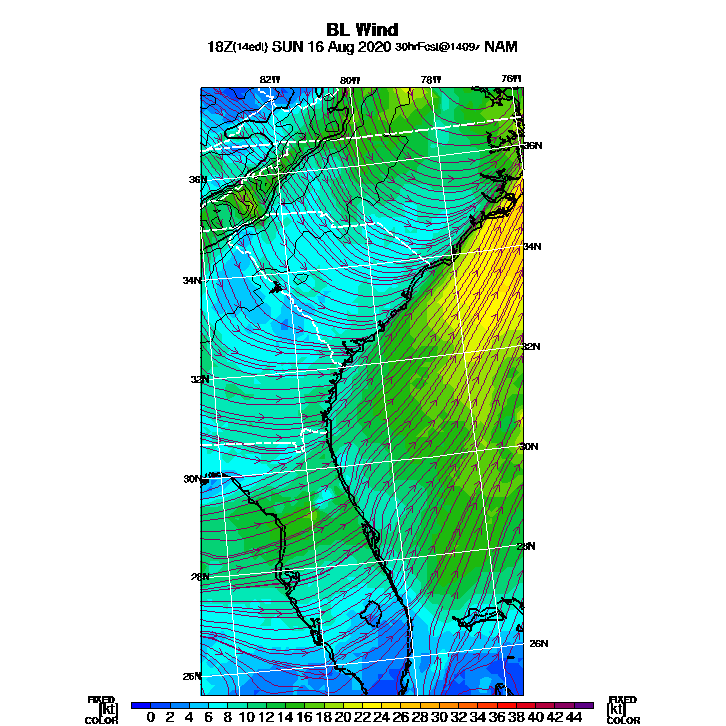 BL Wind
18Z(14edt) SUN 16 Aug 2020 30hrFcst@1409z NAM
82W 80W 78W 76W
36N
36N
34N
34N
32N
32N
30N
30N
28N
28N
26N
26N
FIXED FIXED
[kt] 0 2 4 6 8 10 12 14 16 18 20 22 24 26 28 30 32 34 36 38 40 42 44 [kt]
COLOR COLOR